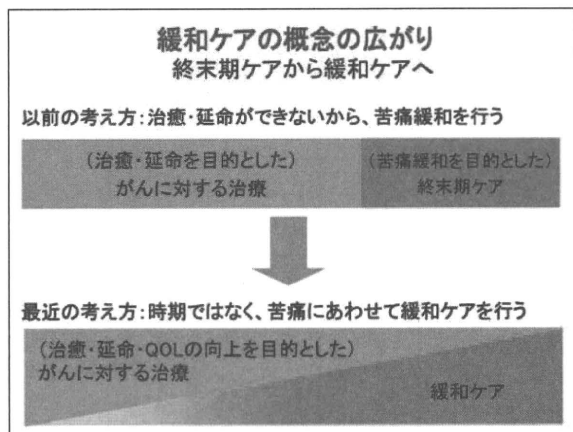 緩和ケアの概念の広がり
終末期ケアから緩和ケアへ
以前の考え方：治癒・延命ができないから、苦痛緩和を行う
（治癒・延命を目的とした）
がんに対する治療
（苦痛緩和を目的とした）
終末期ケア
最近の考え方：時期ではなく、苦痛にあわせて緩和ケアを行う
（治癒・延命・QOLの向上を目的とした）
がんに対する治療
緩和ケア